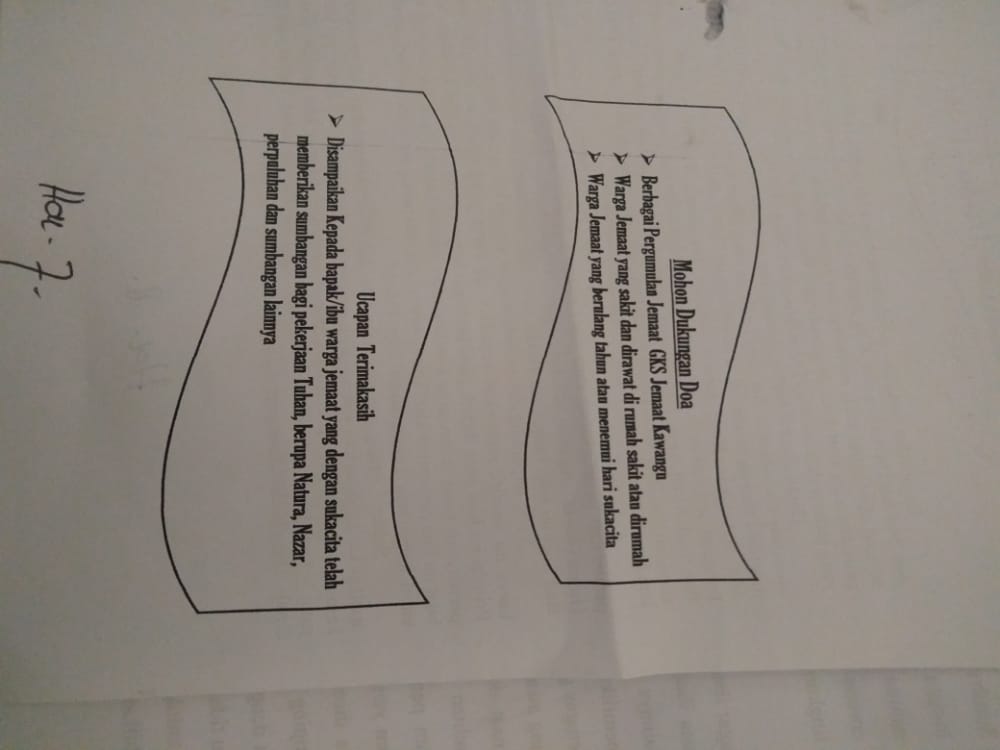 Mohon Dukungan Doa
➢ Berbagai Pergumulan Jemaat GKS Jemaat Kawangu
➢ Warga Jemaat yang sakit dan dirawat di rumah sakit atau dirumah
➢ Warga Jemaat yang berulang tahun atau menemui hari sukacita
Ucapan Terimakasih
➢ Disampaikan Kepada bapak/ibu warga jemaat yang dengan sukacita telah
memberikan sumbangan bagi pekerjaan Tuhan, berupa Natura, Nazar,
perpuluhan dan sumbangan lainnya
Hal. 7.